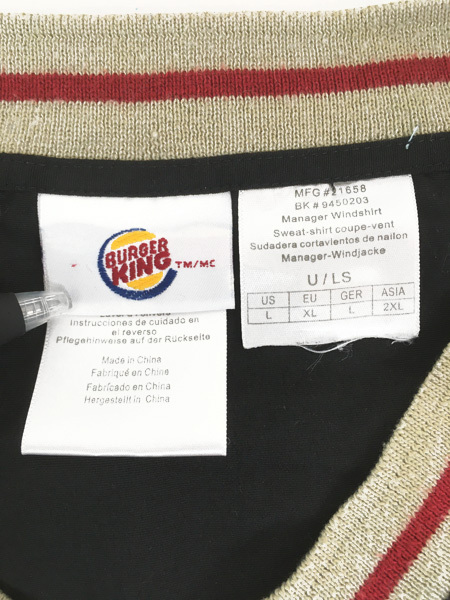 BURGER
KING TM/MC
Instrucciones de cuidado en
el reverso
Pflegehinweise auf der Rückseite
Made in China
Fabriqué en Chine
Fabricado en China
Hergestellt in China
MFG #21658
BK # 9450203
Manager Windshirt
Sweat-shirt coupe-vent
Sudadera cortavientos de nailon
Manager-Windjacke
U / LS
US EU GER ASIA
L XL L 2XL